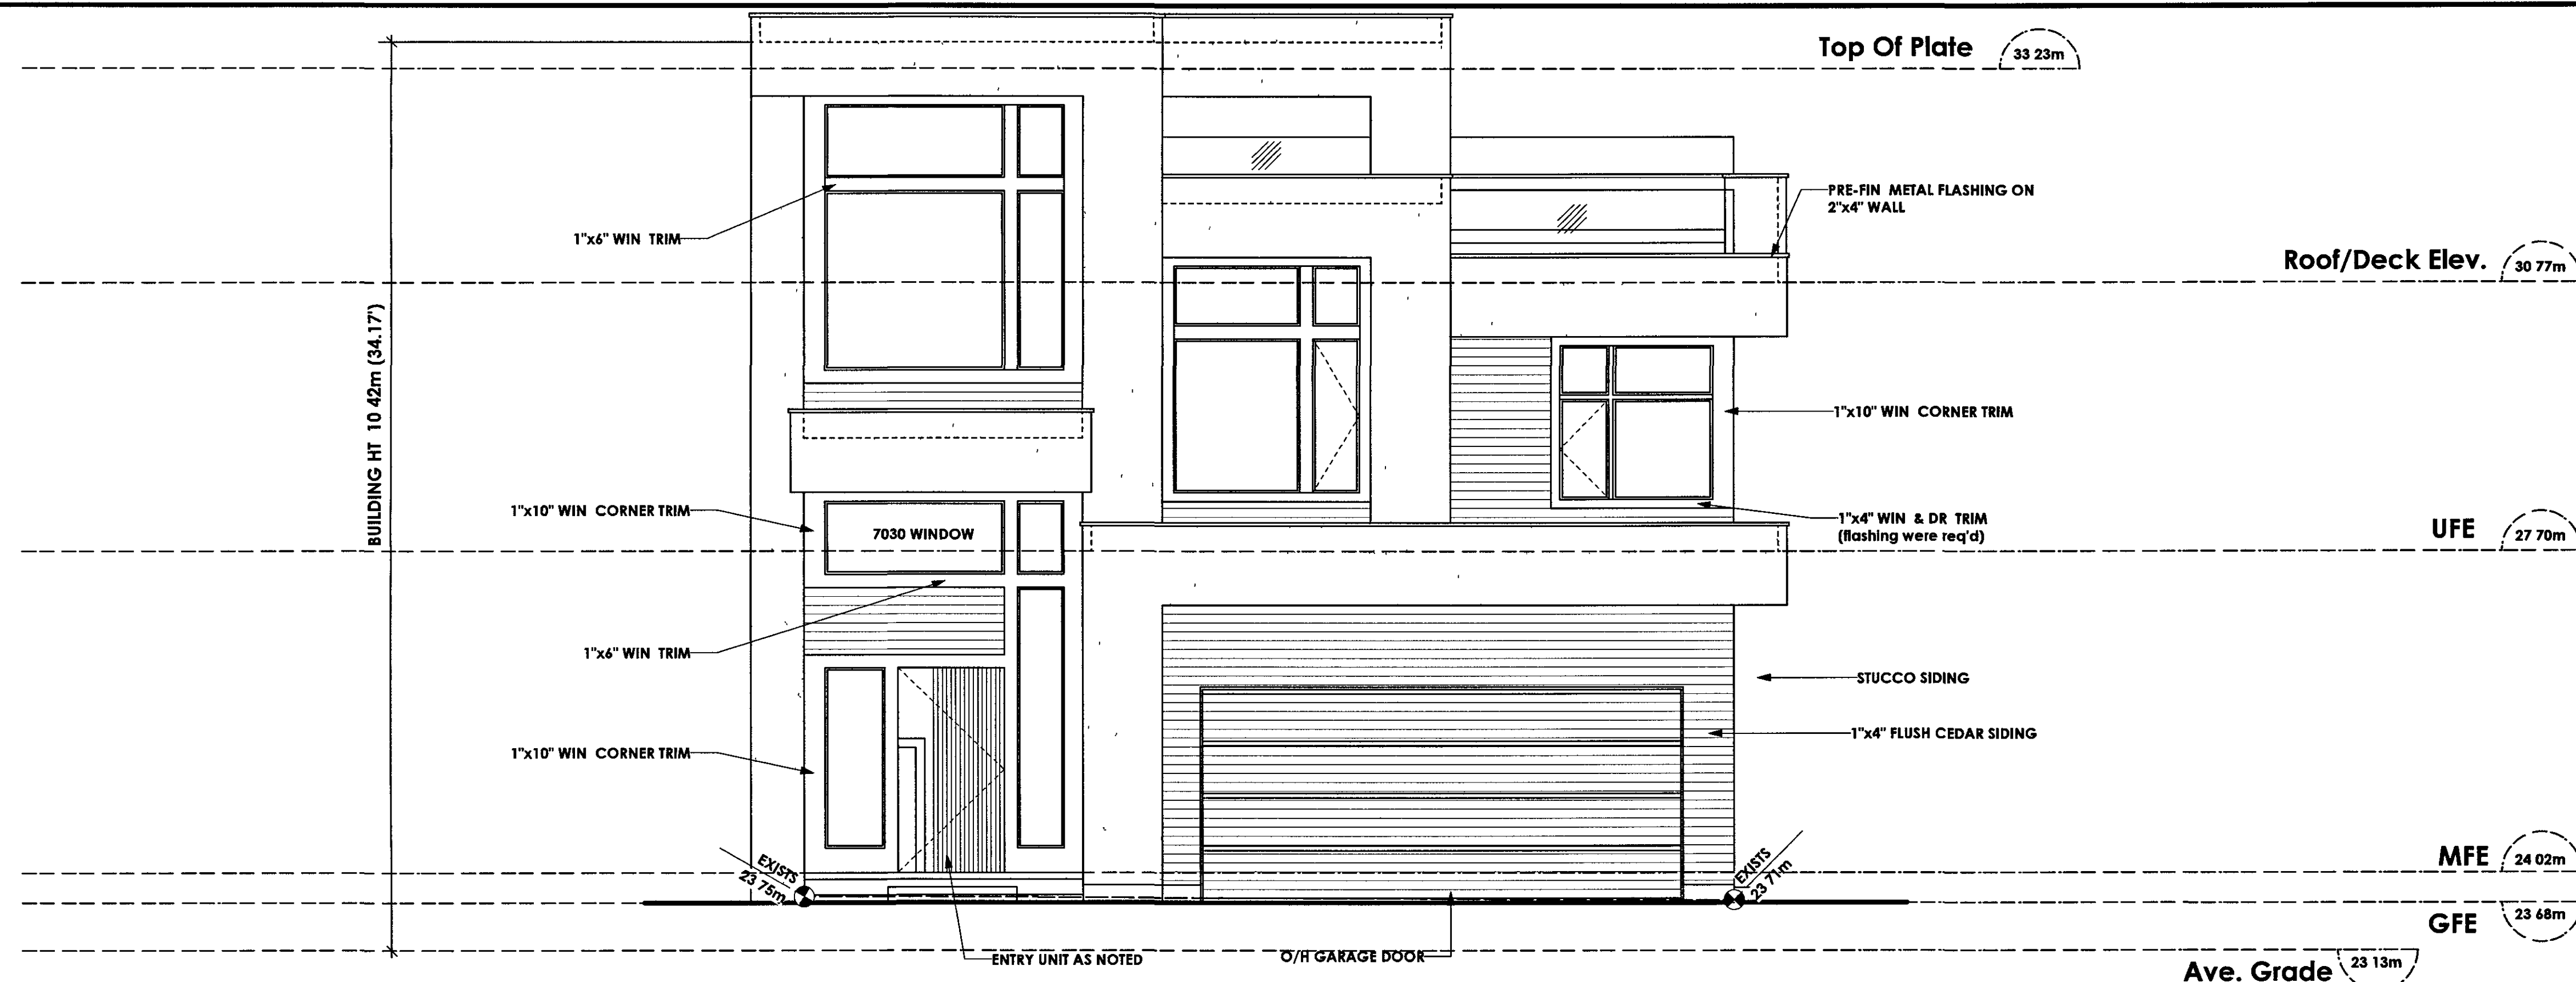 Top Of Plate 33 23m
1"x6" WIN TRIM
PRE-FIN METAL FLASHING ON
2"x4" WALL
Roof/Deck Elev. 30 77m
BUILDING HT 10 42m (34.17')
1"x10" WIN CORNER TRIM
1"x10" WIN CORNER TRIM
7030 WINDOW
1"x4" WIN & DR TRIM
(flashing were req'd)
UFE 27 70m
1"x6" WIN TRIM
STUCCO SIDING
1"x4" FLUSH CEDAR SIDING
1"x10" WIN CORNER TRIM
EXISTS
23 75m
EXISTS
23 71m
MFE 24 02m
GFE 23 68m
ENTRY UNIT AS NOTED
O/H GARAGE DOOR
Ave. Grade 23 13m